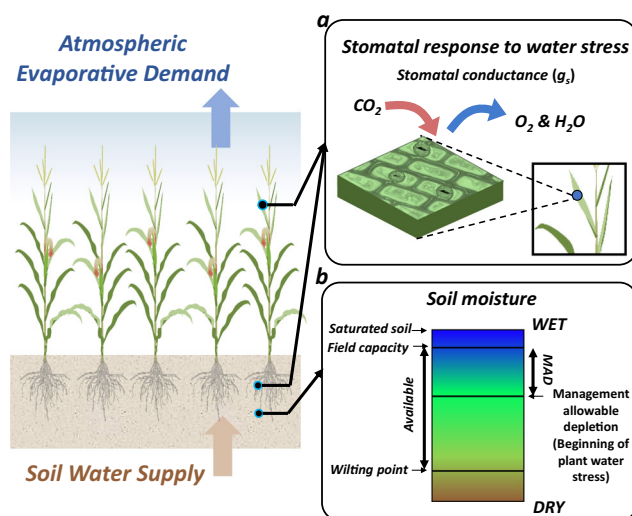 Atmospheric
Evaporative Demand
Soil Water Supply
a
Stomatal response to water stress
Stomatal conductance (gs)
CO2
O2 & H2O
b
Soil moisture
Saturated soil
WET
Field capacity
MAD
Available
Management
allowable
depletion
(Beginning of
plant water
stress)
Wilting point
DRY